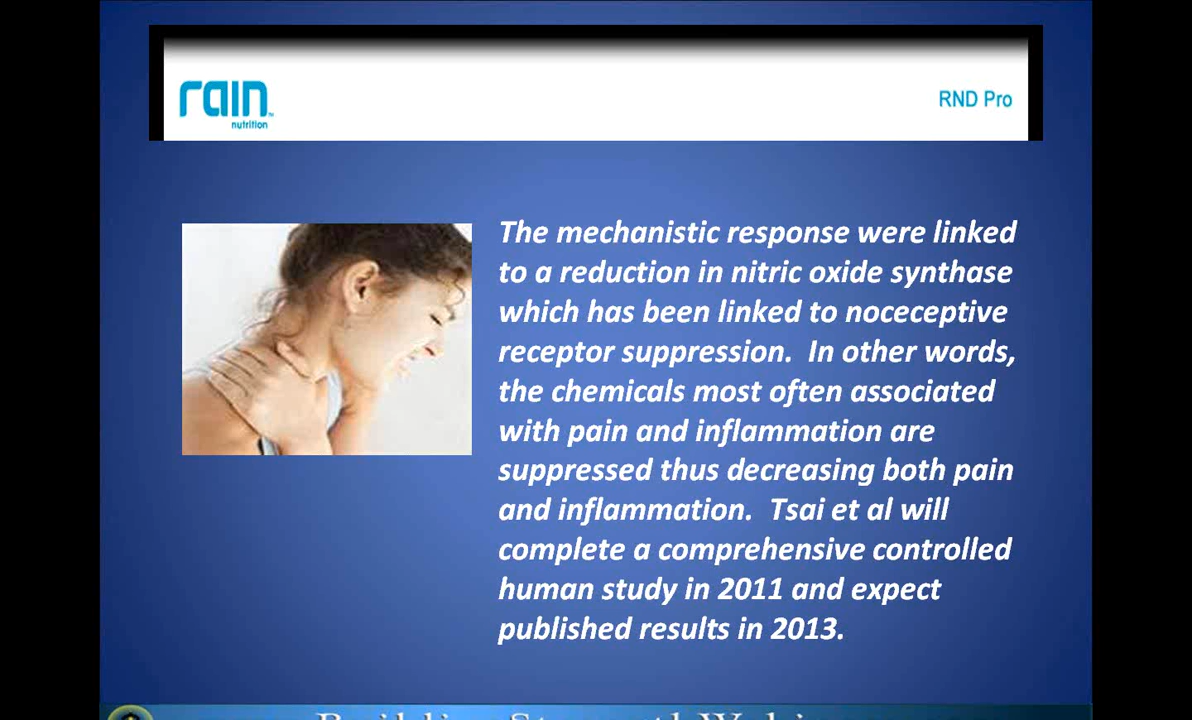 rain
nutrition
RND Pro
The mechanistic response were linked
to a reduction in nitric oxide synthase
which has been linked to noceceptive
receptor suppression. In other words,
the chemicals most often associated
with pain and inflammation are
suppressed thus decreasing both pain
and inflammation. Tsai et al will
complete a comprehensive controlled
human study in 2011 and expect
published results in 2013.